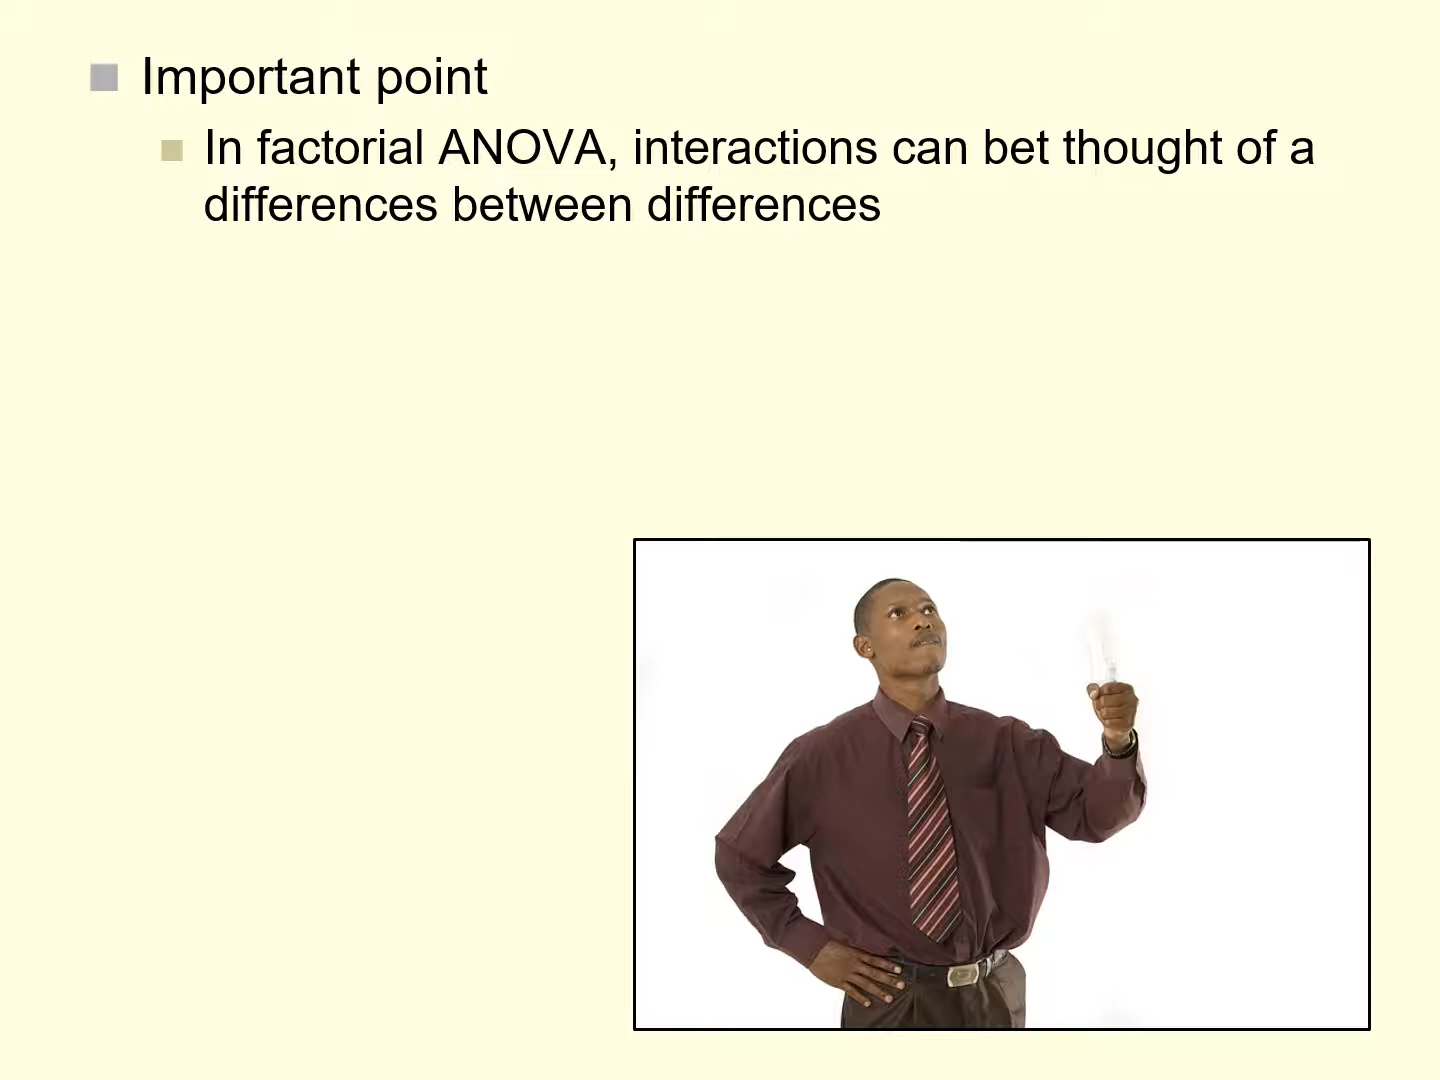 Important point
In factorial ANOVA, interactions can bet thought of a
differences between differences